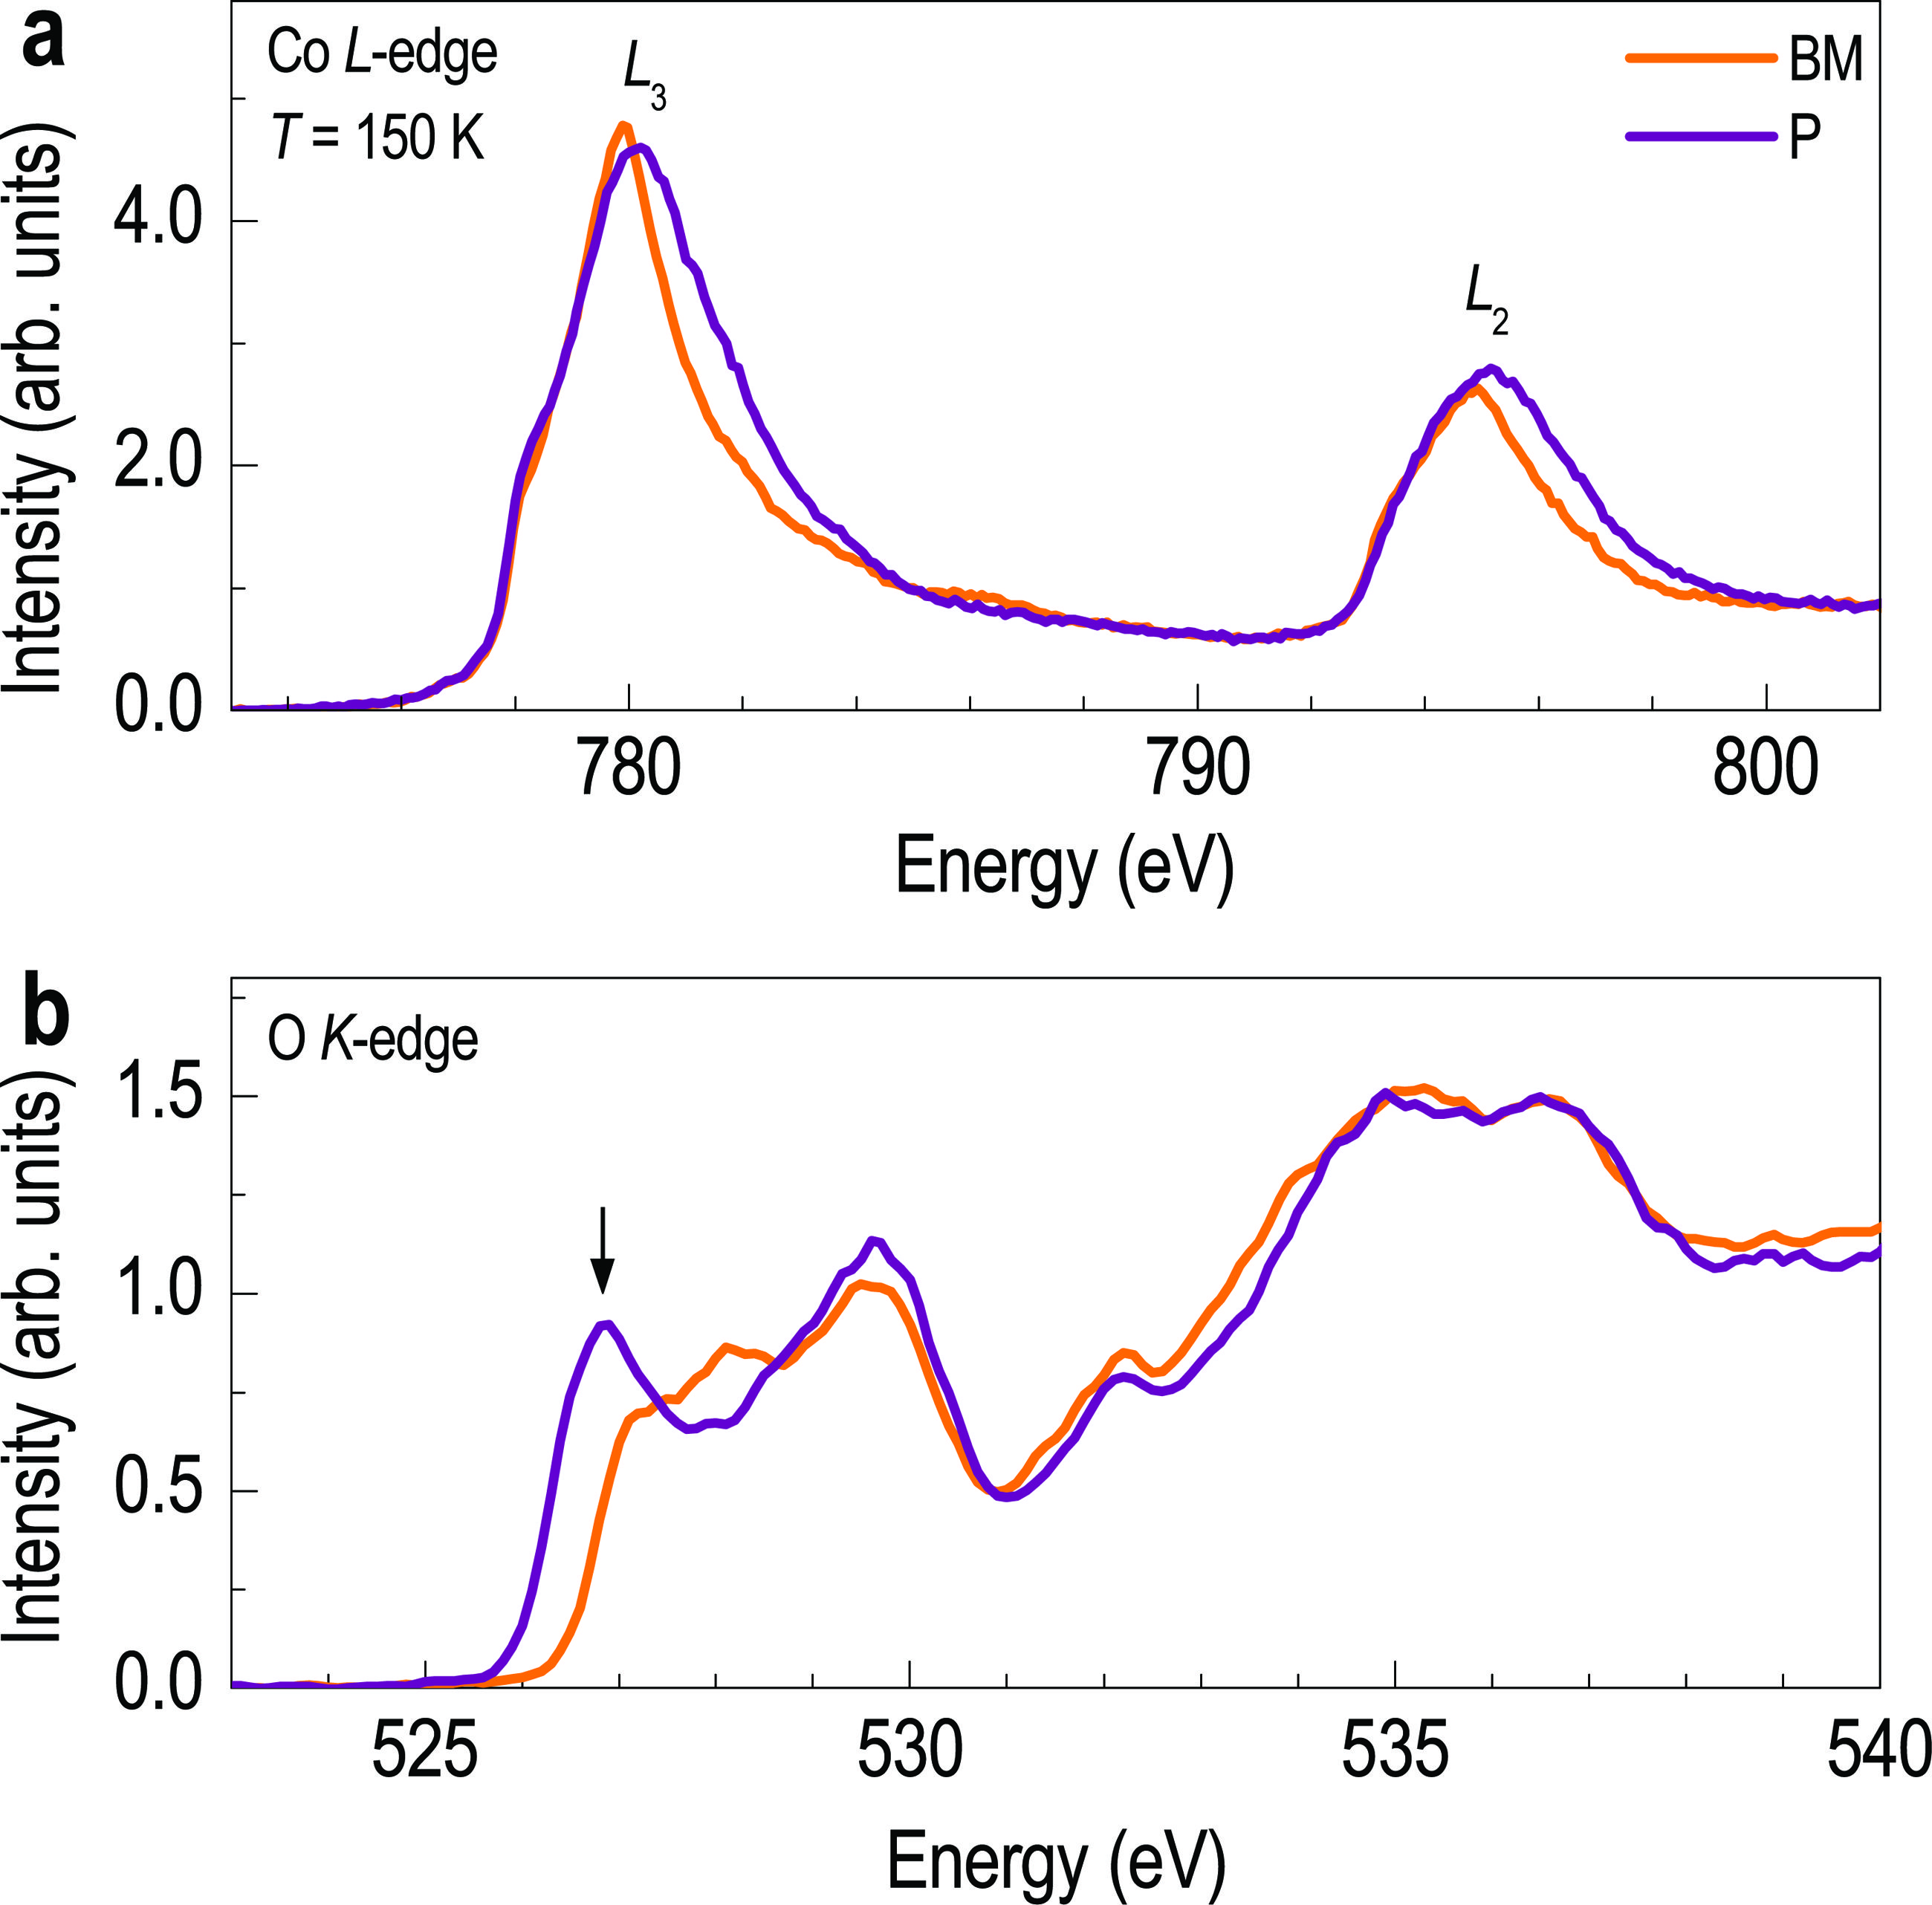 a
Co L-edge
T = 150 K
L3
L2
BM
P
Intensity (arb. units)
4.0
2.0
0.0
780
790
800
Energy (eV)
b
O K-edge
Intensity (arb. units)
1.5
1.0
0.5
0.0
525
530
535
540
Energy (eV)